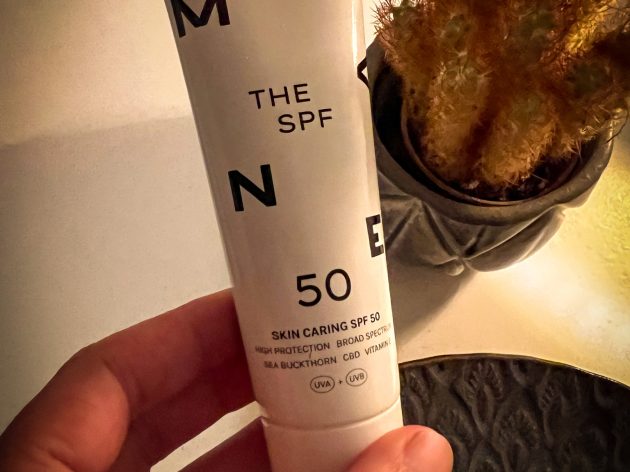 M
THE
SPF
N
E
50
SKIN CARING SPF 50
HIGH PROTECTION BROAD SPECTRUM
SEA BUCKTHORN CBD VITAMIN
UVA + UVB